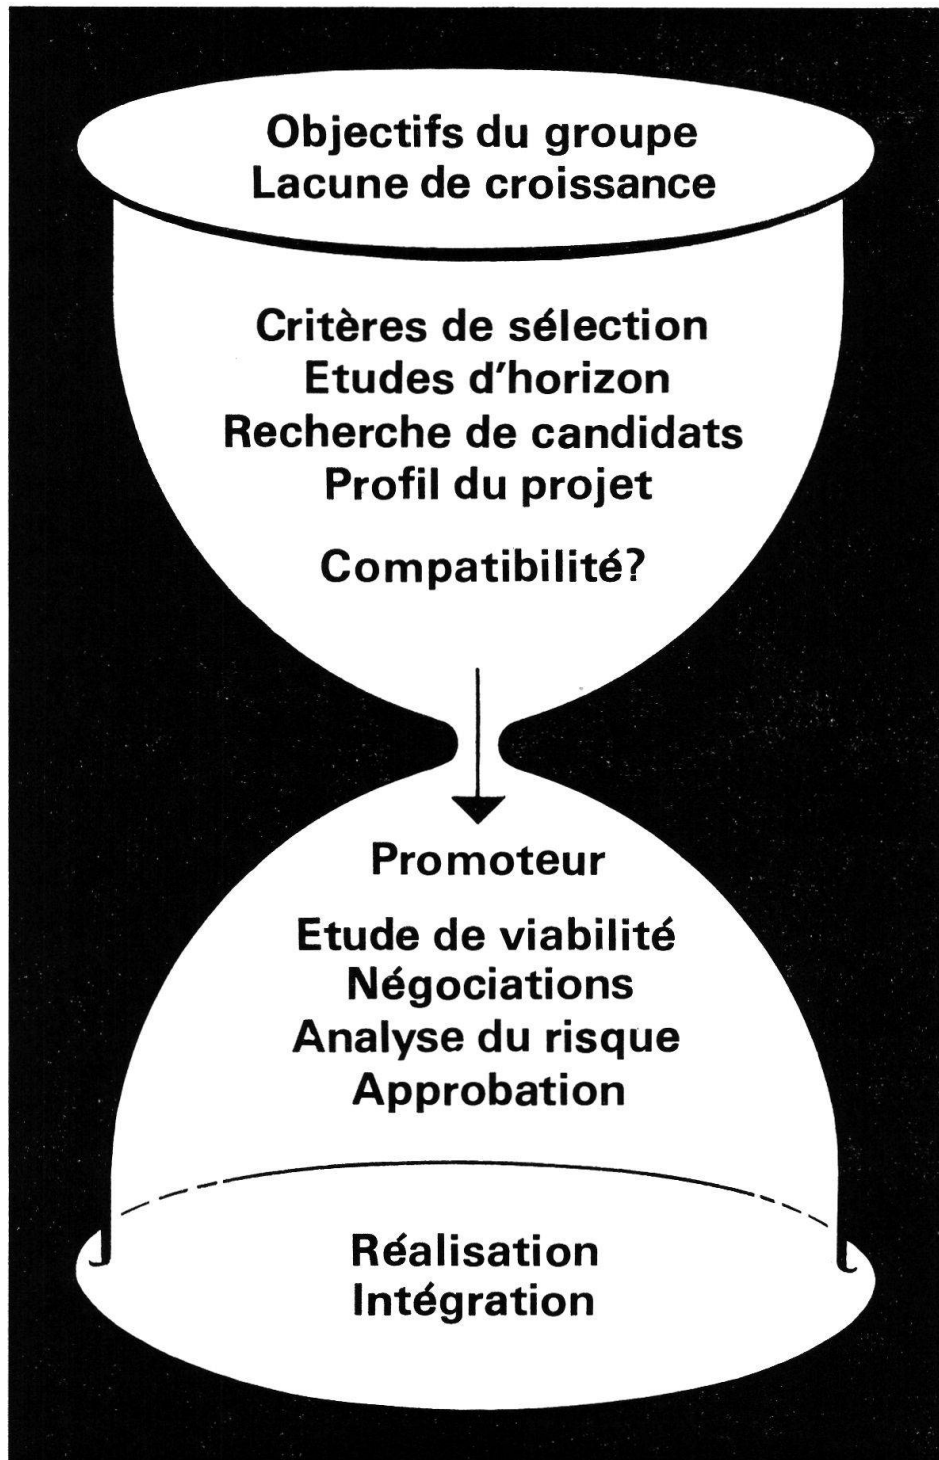 Objectifs du groupe
Lacune de croissance
Critères de sélection
Etudes d'horizon
Recherche de candidats
Profil du projet
Compatibilité?
Promoteur
Etude de viabilité
Négociations
Analyse du risque
Approbation
Réalisation
Intégration